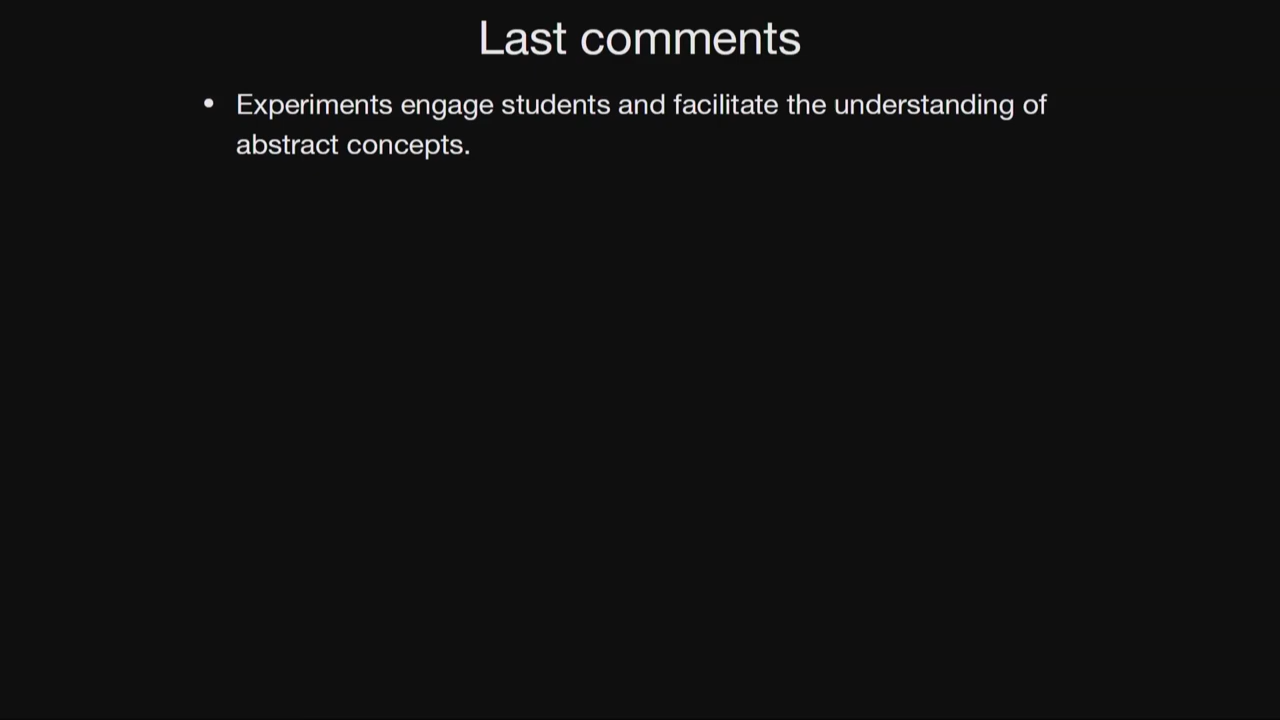 Last comments
• Experiments engage students and facilitate the understanding of
abstract concepts.